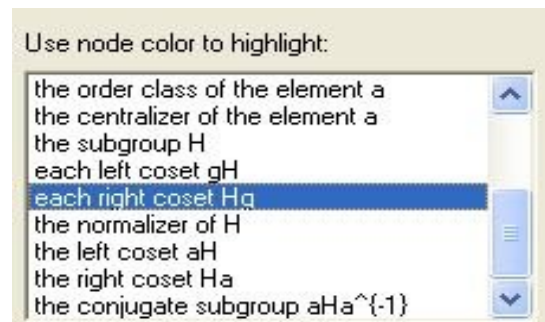 Use node color to highlight:
the order class of the element a
the centralizer of the element a
the subgroup H
each left coset gH
each right coset Hg
the normalizer of H
the left coset aH
the right coset Ha
the conjugate subgroup aHa^{-1}